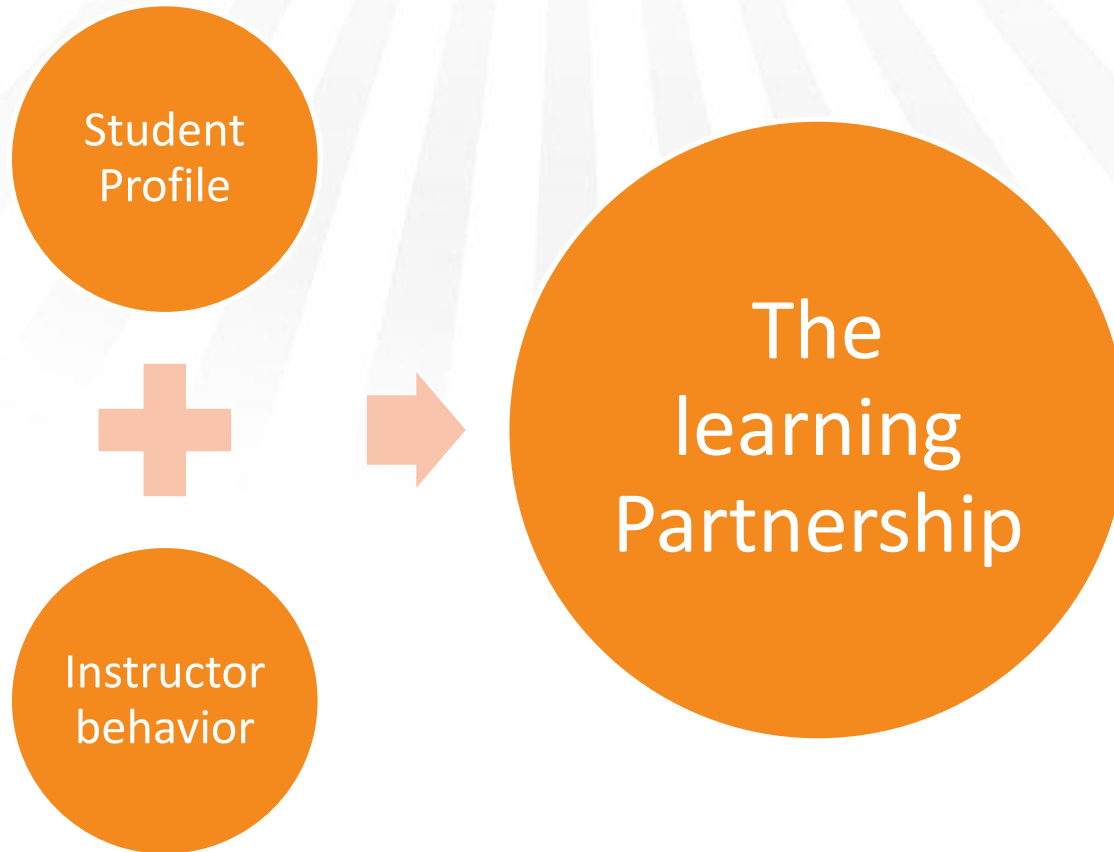 Student
Profile
Instructor
behavior
The
learning
Partnership